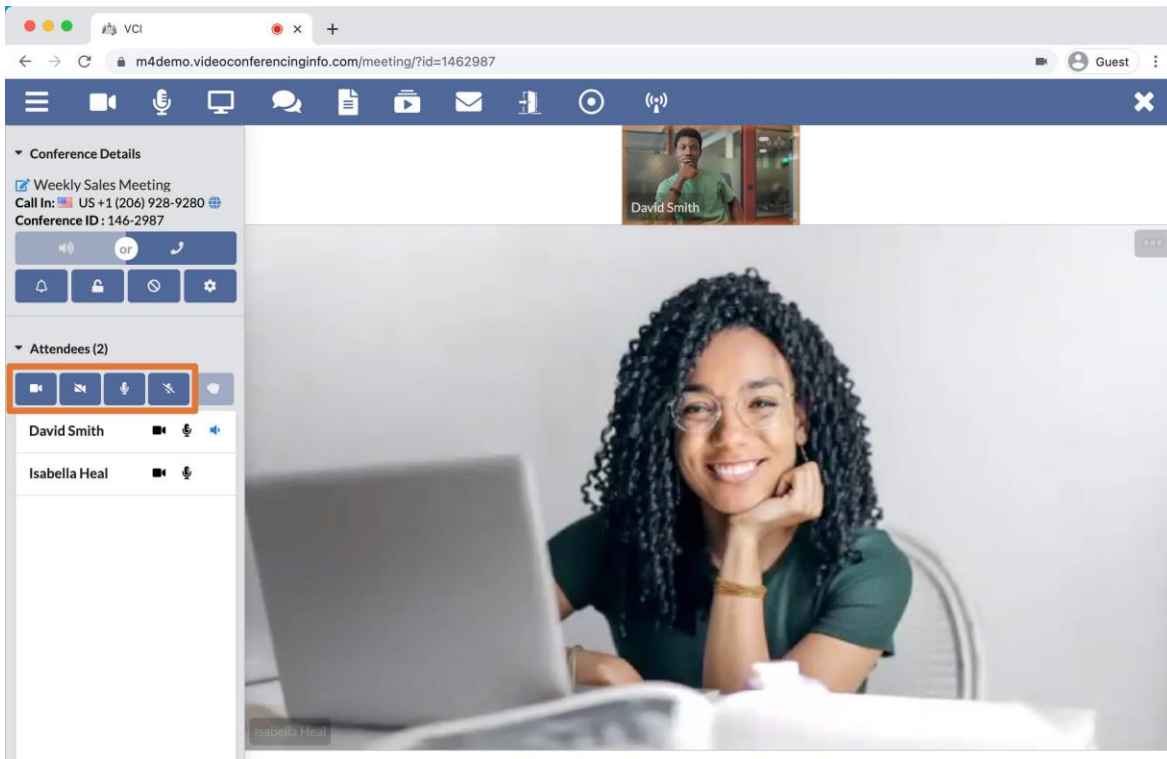 VCI
m4demo.videoconferencinginfo.com/meeting/?id=1462987
Guest
Conference Details
Weekly Sales Meeting
Call In: US +1 (206) 928-9280
Conference ID : 146-2987
or
Attendees (2)
David Smith
Isabella Heal
David Smith
Isabella Heal